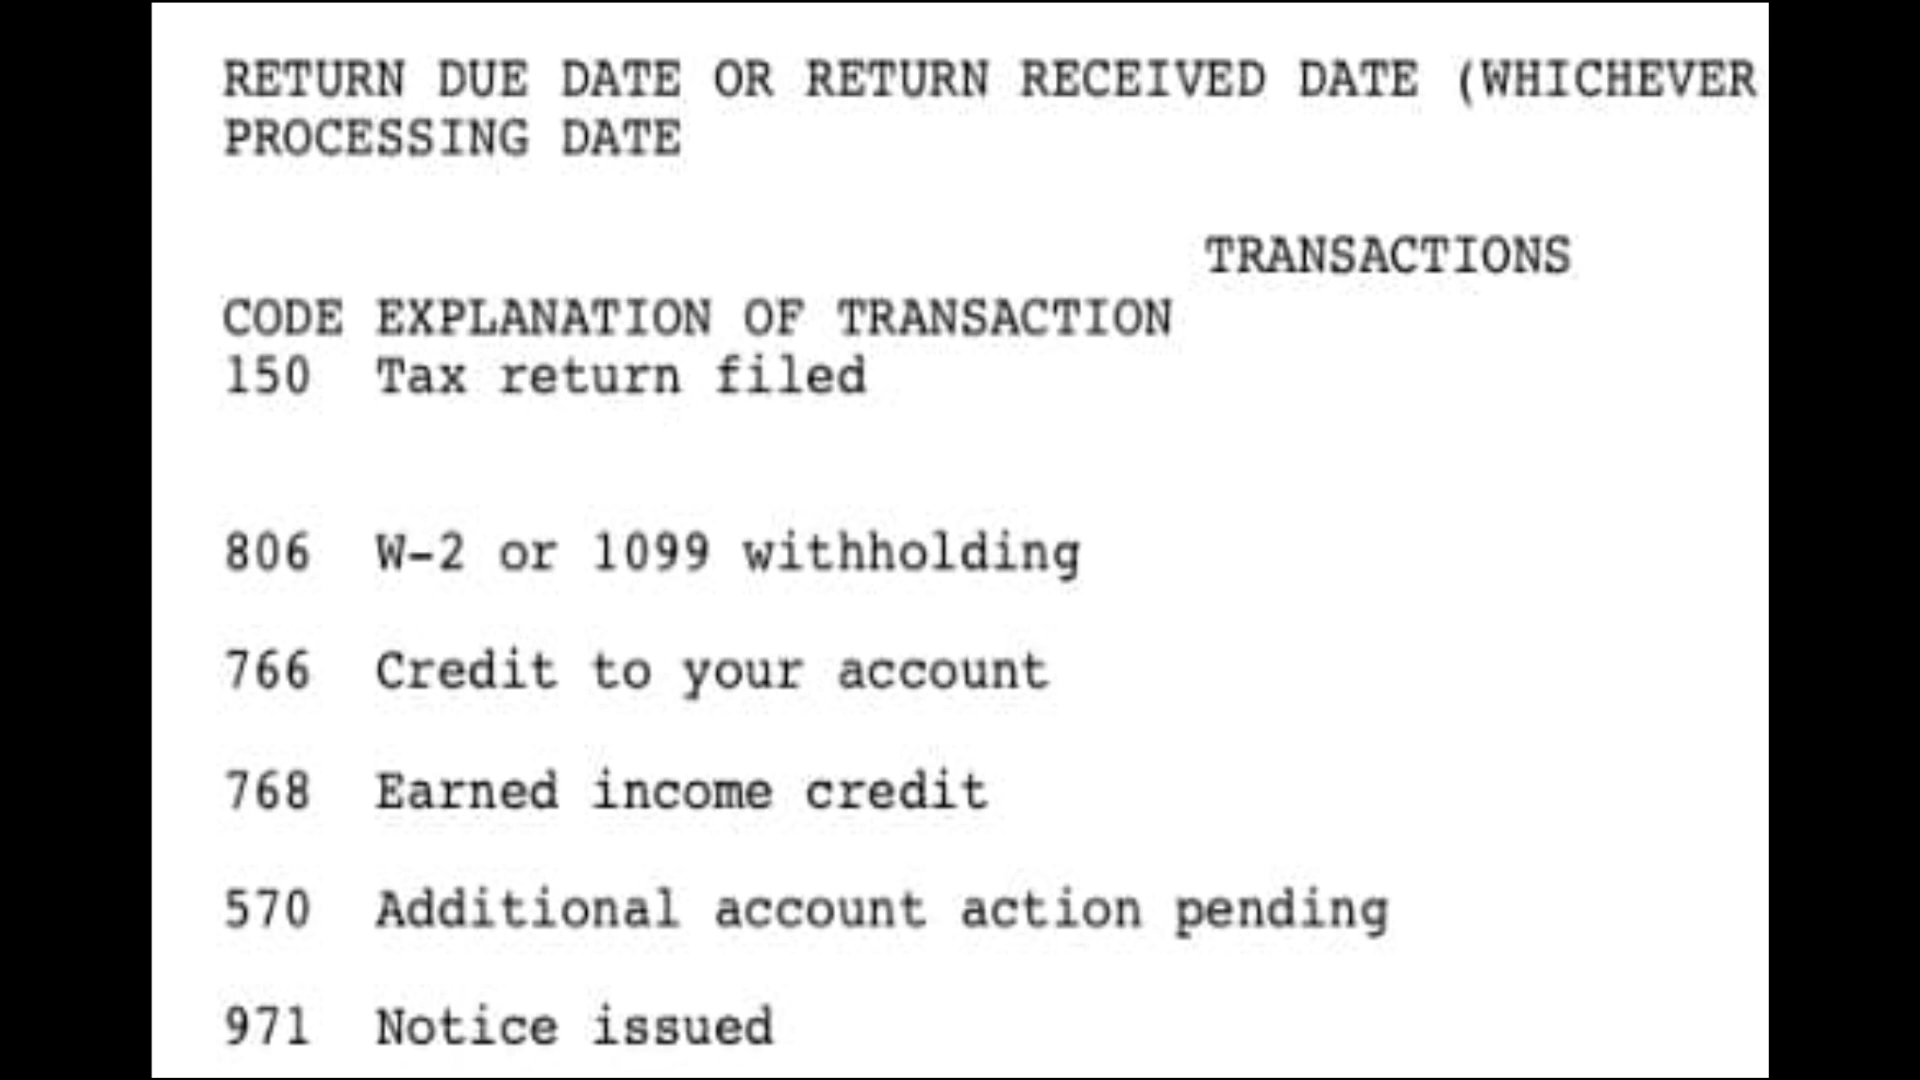 RETURN DUE DATE OR RETURN RECEIVED DATE (WHICHEVER
PROCESSING DATE
TRANSACTIONS
CODE EXPLANATION OF TRANSACTION
150 Tax return filed
806 W-2 or 1099 withholding
766 Credit to your account
768 Earned income credit
570 Additional account action pending
971 Notice issued